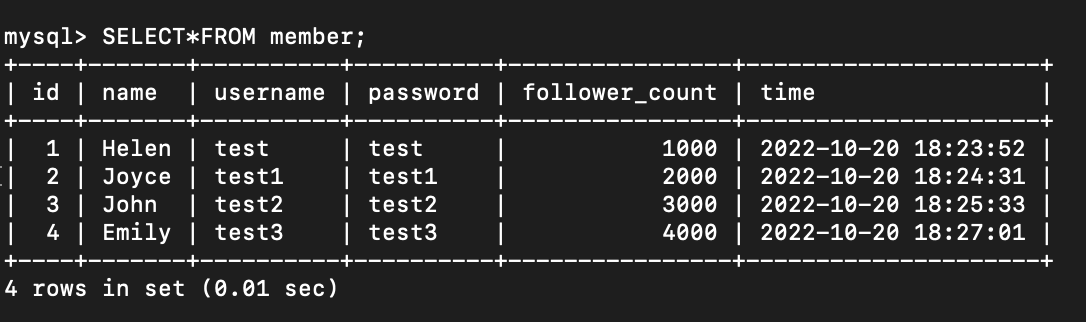 mysql> SELECT*FROM member;
+----+-------+----------+----------+----------------+---------------------+
| id | name  | username | password | follower_count | time                |
+----+-------+----------+----------+----------------+---------------------+
|  1 | Helen | test     | test     |           1000 | 2022-10-20 18:23:52 |
|  2 | Joyce | test1    | test1    |           2000 | 2022-10-20 18:24:31 |
|  3 | John  | test2    | test2    |           3000 | 2022-10-20 18:25:33 |
|  4 | Emily | test3    | test3    |           4000 | 2022-10-20 18:27:01 |
+----+-------+----------+----------+----------------+---------------------+
4 rows in set (0.01 sec)